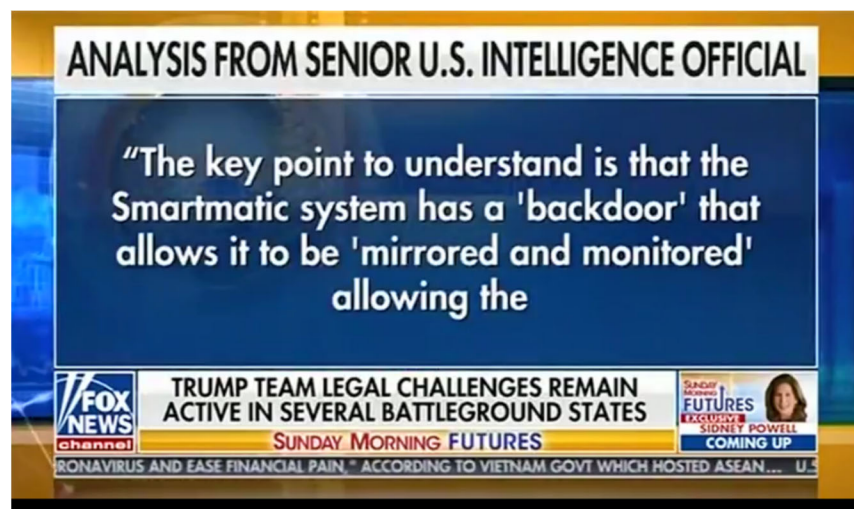 ANALYSIS FROM SENIOR U.S. INTELLIGENCE OFFICIAL
“The key point to understand is that the
Smartmatic system has a 'backdoor' that
allows it to be 'mirrored and monitored'
allowing the
FOX
NEWS
channel
TRUMP TEAM LEGAL CHALLENGES REMAIN
ACTIVE IN SEVERAL BATTLEGROUND STATES
SUNDAY MORNING FUTURES
SUNDAY
MORNING
FUTURES
EXCLUSIVE
SIDNEY POWELL
COMING UP
RONAVIRUS AND EASE FINANCIAL PAIN," ACCORDING TO VIETNAM GOVT WHICH HOSTED ASEAN... U.S